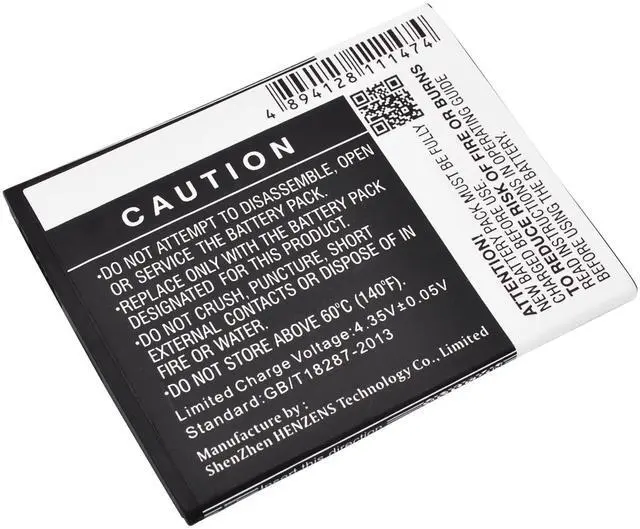 4 894128 111474
CAUTION
•DO NOT ATTEMPT TO DISASSEMBLE, OPEN
OR SERVICE THE BATTERY PACK.
•REPLACE ONLY WITH THE BATTERY PACK
DESIGNATED FOR THIS PRODUCT.
•DO NOT CRUSH, PUNCTURE, SHORT
EXTERNAL CONTACTS OR DISPOSE OF IN
FIRE OR WATER.
•DO NOT STORE ABOVE 60°C (140°F).
Limited Charge Voltage:4.35V±0.05V
Standard:GB/T18287-2013
Manufacture by :
ShenZhen HENZENS Technology Co., Limited
Insert this direction
ATTENTION!
NEW BATTERY PACK MUST BE FULLY
CHARGED BEFORE USE.
TO REDUCE RISK OF FIRE OR BURNS
READ INSTRUCTIONS IN OPERATING GUIDE
BEFORE USING THE BATTERY.